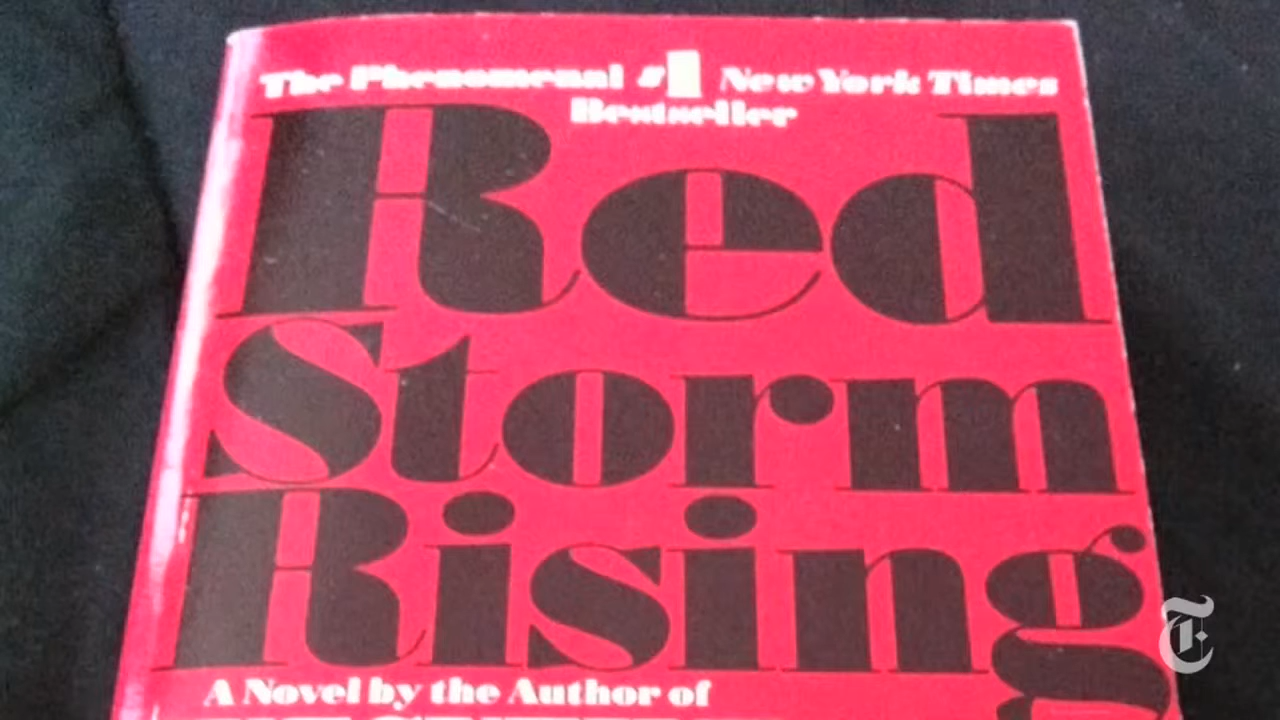 The Phenomenal #1 New York Times
Bestseller
Red
Storm
Rising
A Novel by the Author of